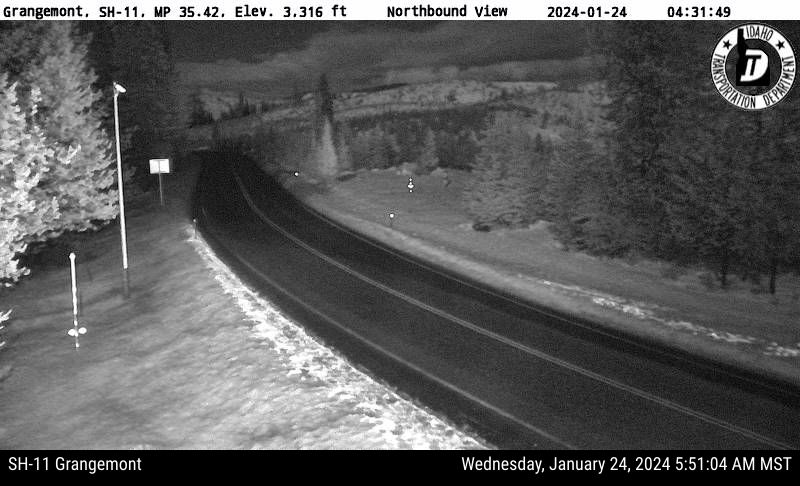 Grangemont, SH-11, MP 35.42, Elev. 3,316 ft Northbound View 2024-01-24 04:31:49
IDAHO
TRANSPORTATION DEPARTMENT
SH-11 Grangemont Wednesday, January 24, 2024 5:51:04 AM MST